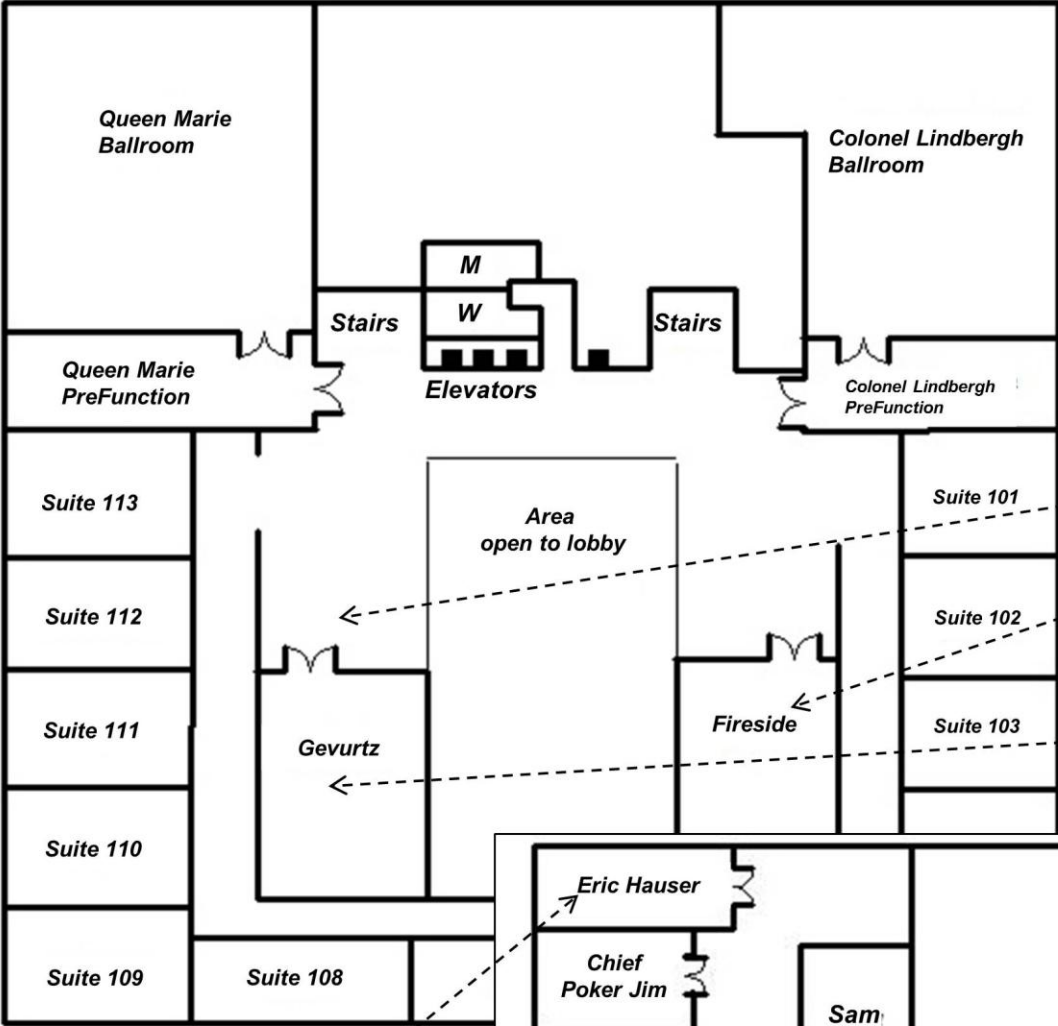 Queen Marie
Ballroom
Colonel Lindbergh
Ballroom
M
W
Stairs
Stairs
Elevators
Queen Marie
PreFunction
Colonel Lindbergh
PreFunction
Suite 113
Area
open to lobby
Suite 101
Suite 112
Suite 102
Suite 111
Gevurtz
Fireside
Suite 103
Suite 110
Eric Hauser
Suite 109
Suite 108
Chief
Poker Jim
Sam